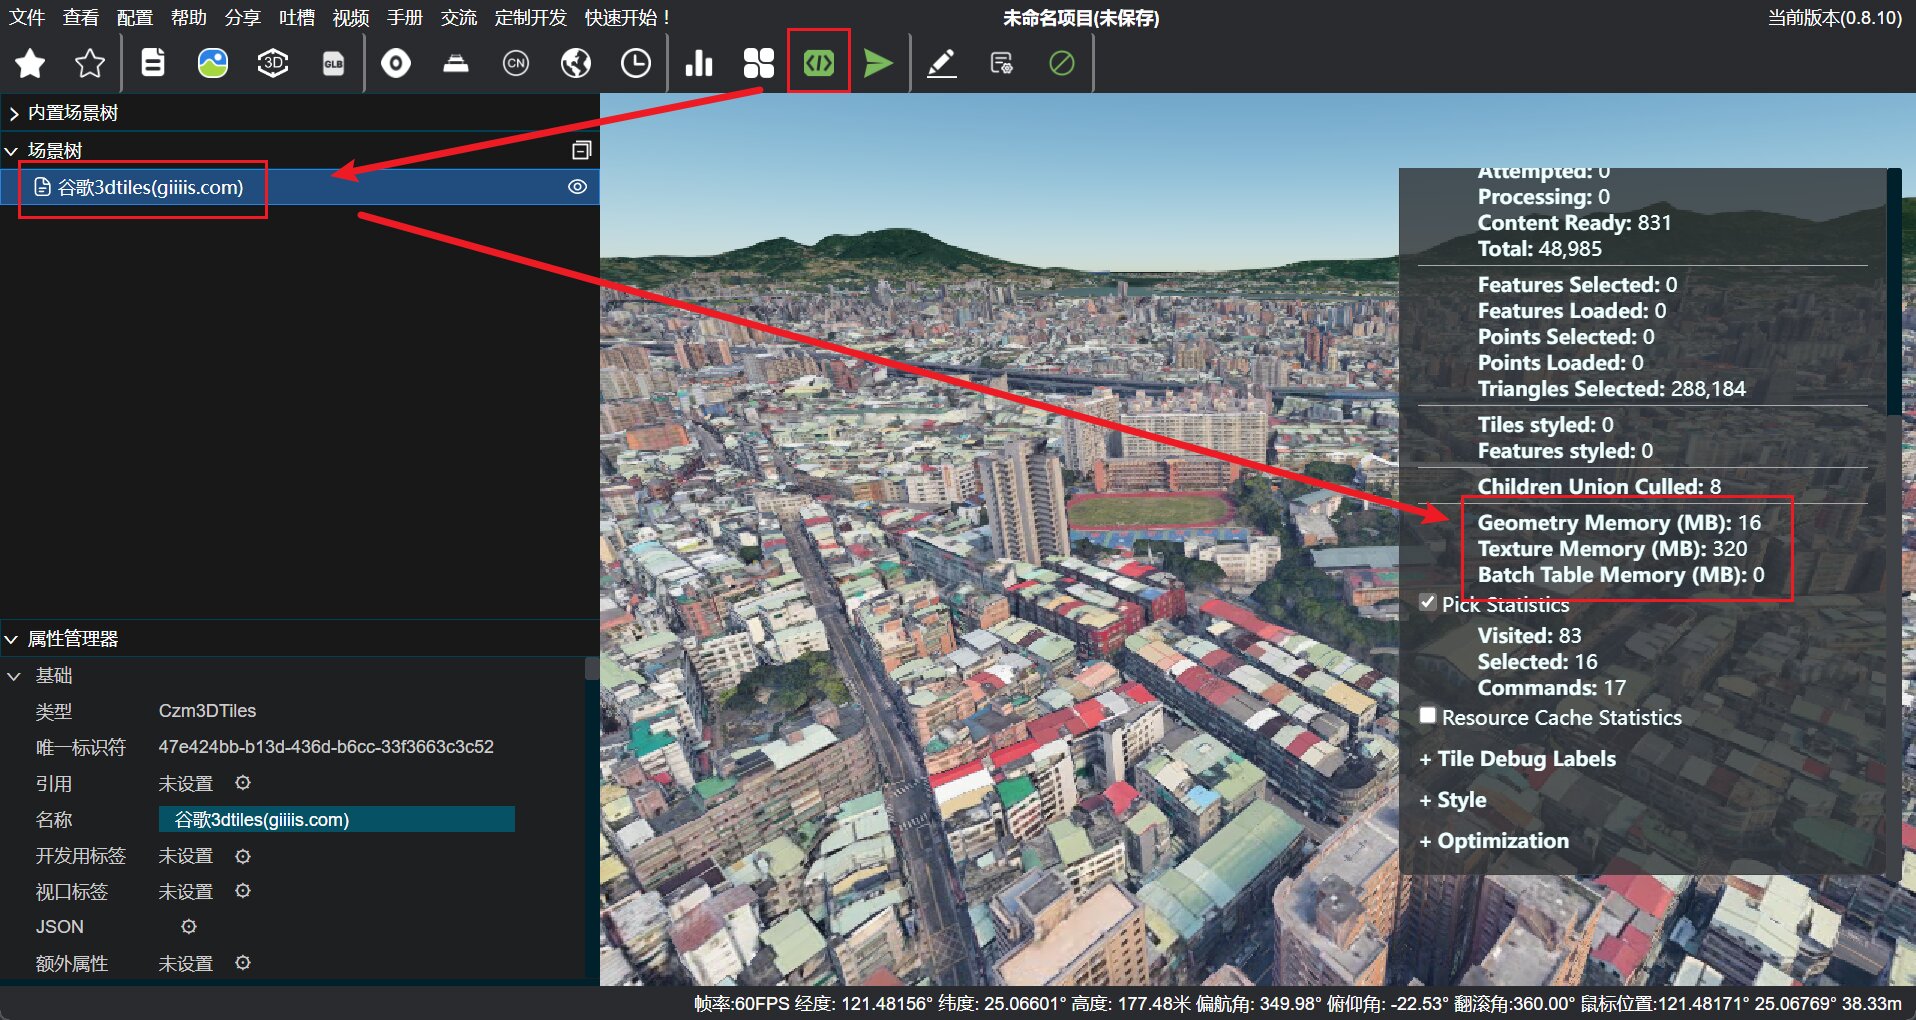 文件 查看 配置 帮助 分享 吐槽 视频 手册 交流 定制开发 快速开始！
未命名项目(未保存)
当前版本(0.8.10)
3D
GLB
CN
内置场景树
场景树
谷歌3dtiles(giiiis.com)
属性管理器
基础
类型 Czm3DTiles
唯一标识符 47e424bb-b13d-436d-b6cc-33f3663c3c52
引用 未设置
名称 谷歌3dtiles(giiiis.com)
开发用标签 未设置
视口标签 未设置
JSON
额外属性 未设置
Attempted: 0
Processing: 0
Content Ready: 831
Total: 48,985
Features Selected: 0
Features Loaded: 0
Points Selected: 0
Points Loaded: 0
Triangles Selected: 288,184
Tiles styled: 0
Features styled: 0
Children Union Culled: 8
Geometry Memory (MB): 16
Texture Memory (MB): 320
Batch Table Memory (MB): 0
Pick Statistics
Visited: 83
Selected: 16
Commands: 17
Resource Cache Statistics
+ Tile Debug Labels
+ Style
+ Optimization
帧率:60FPS 经度: 121.48156° 纬度: 25.06601° 高度: 177.48米 偏航角: 349.98° 俯仰角: -22.53° 翻滚角:360.00° 鼠标位置:121.48171° 25.06769° 38.33m